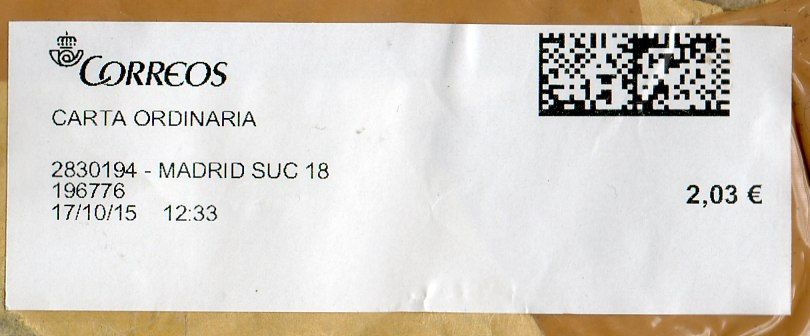 CORREOS
CARTA ORDINARIA
2830194 - MADRID SUC 18
196776
17/10/15 12:33
2,03 €